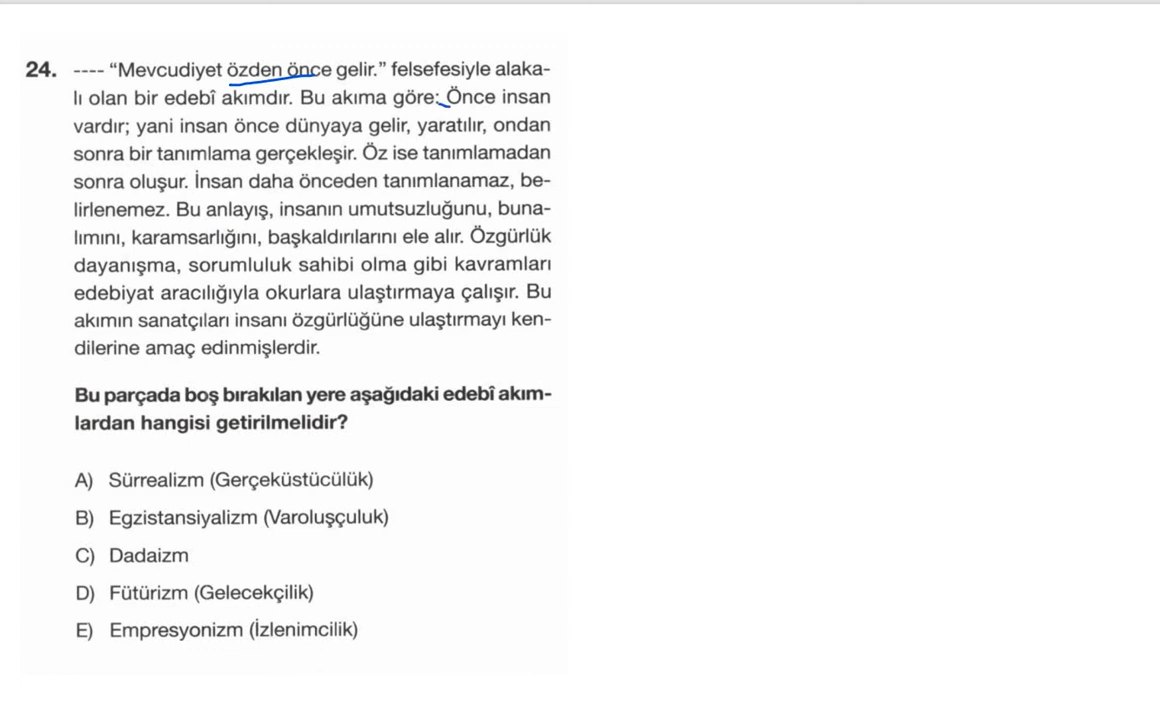 24. ---- “Mevcudiyet özden önce gelir.” felsefesiyle alaka-
lı olan bir edebî akımdır. Bu akıma göre: Önce insan
vardır; yani insan önce dünyaya gelir, yaratılır, ondan
sonra bir tanımlama gerçekleşir. Öz ise tanımlamadan
sonra oluşur. İnsan daha önceden tanımlanamaz, be-
lirlenemez. Bu anlayış, insanın umutsuzluğunu, buna-
lımını, karamsarlığını, başkaldırılarını ele alır. Özgürlük
dayanışma, sorumluluk sahibi olma gibi kavramları
edebiyat aracılığıyla okurlara ulaştırmaya çalışır. Bu
akımın sanatçıları insanı özgürlüğüne ulaştırmayı ken-
dilerine amaç edinmişlerdir.
Bu parçada boş bırakılan yere aşağıdaki edebî akım-
lardan hangisi getirilmelidir?
A) Sürrealizm (Gerçeküstücülük)
B) Egzistansiyalizm (Varoluşçuluk)
C) Dadaizm
D) Fütürizm (Gelecekçilik)
E) Empresyonizm (İzlenimcilik)